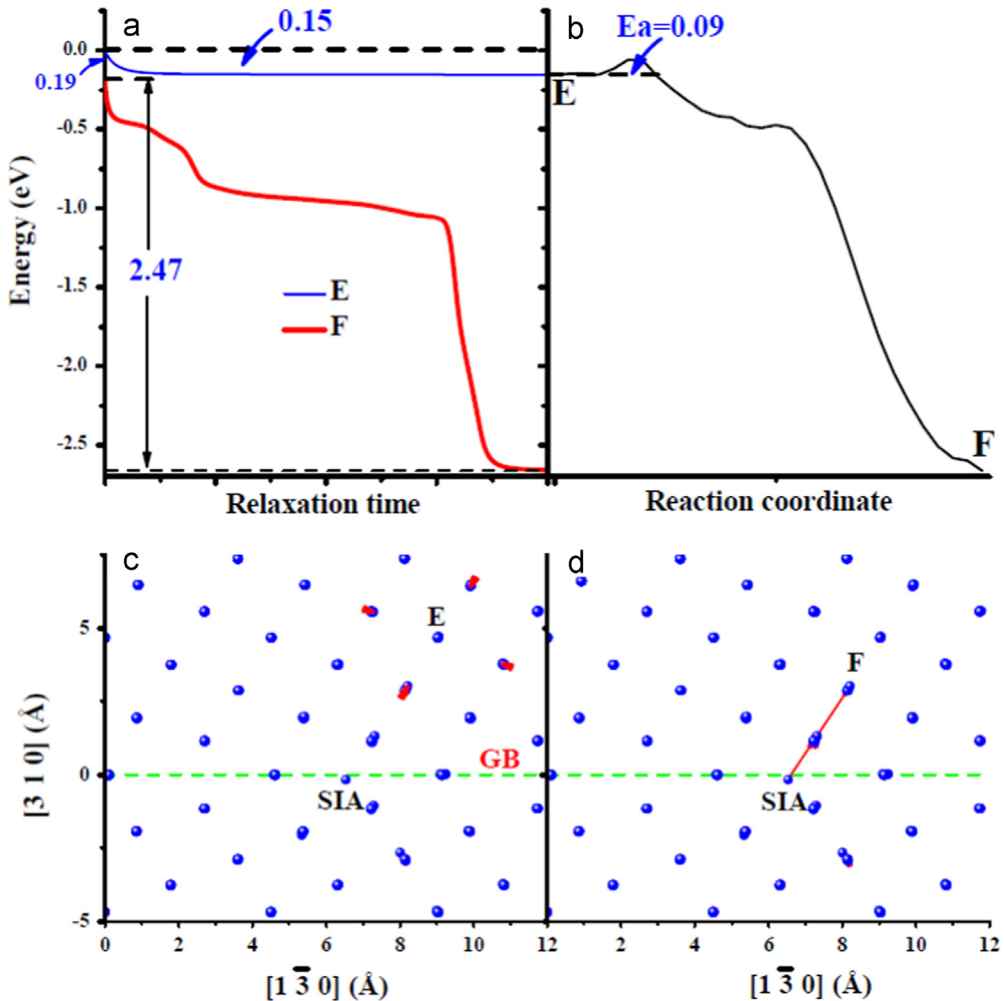 a
0.15
b
Ea=0.09
0.0
0.19
E
-0.5
-1.0
2.47
-1.5
E
F
-2.0
-2.5
F
Energy (eV)
Relaxation time
Reaction coordinate
c
d
E
F
5
GB
0
SIA
SIA
-5
[3 1 0] (Å)
0 2 4 6 8 10 12 2 4 6 8 10 12
[1 3̅ 0] (Å)
[1 3̅ 0] (Å)